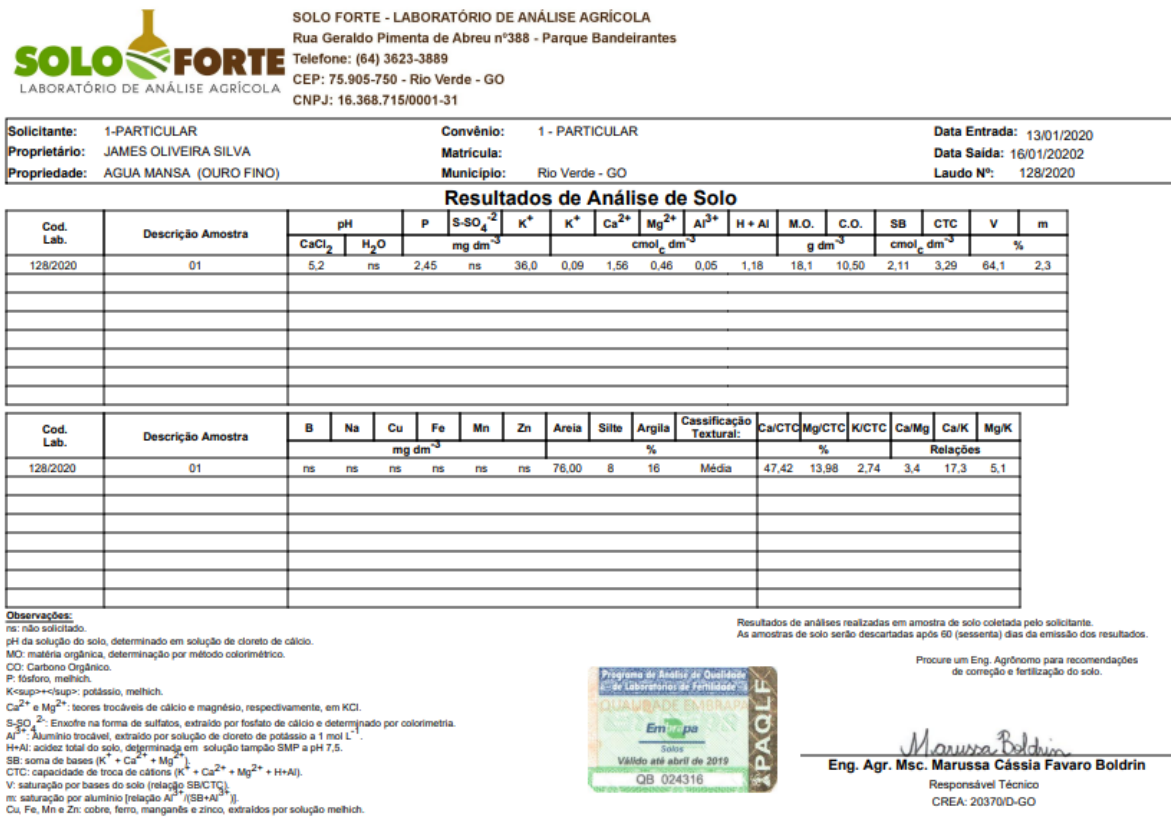 SOLO FORTE
LABORATÓRIO DE ANÁLISE AGRÍCOLA
SOLO FORTE - LABORATÓRIO DE ANÁLISE AGRÍCOLA
Rua Geraldo Pimenta de Abreu nº388 - Parque Bandeirantes
Telefone: (64) 3623-3889
CEP: 75.905-750 - Rio Verde - GO
CNPJ: 16.368.715/0001-31
Solicitante: 1-PARTICULAR Convênio: 1 - PARTICULAR Data Entrada: 13/01/2020
Proprietário: JAMES OLIVEIRA SILVA Matrícula: Data Saída: 16/01/20202
Propriedade: AGUA MANSA (OURO FINO) Município: Rio Verde - GO Laudo Nº: 128/2020
Resultados de Análise de Solo
Cod. Lab. Descrição Amostra pH P S-SO4-2 K+ K+ Ca2+ Mg2+ Al3+ H + Al M.O. C.O. SB CTC V m
CaCl2 H2O mg dm-3 cmolc dm-3 g dm-3 cmolc dm-3 %
128/2020 01 5,2 ns 2,45 ns 36,0 0,09 1,56 0,46 0,05 1,18 18,1 10,50 2,11 3,29 64,1 2,3
Cod. Lab. Descrição Amostra B Na Cu Fe Mn Zn Areia Silte Argila Cassificação Textural: Ca/CTC Mg/CTC K/CTC Ca/Mg Ca/K Mg/K
mg dm-3 % % Relações
128/2020 01 ns ns ns ns ns ns 76,00 8 16 Média 47,42 13,98 2,74 3,4 17,3 5,1
Observações:
ns: não solicitado.
pH da solução do solo, determinado em solução de cloreto de cálcio.
MO: matéria orgânica, determinação por método colorimétrico.
CO: Carbono Orgânico.
P: fósforo, melhich.
K<sup>+</sup>: potássio, melhich.
Ca2+ e Mg2+: teores trocáveis de cálcio e magnésio, respectivamente, em KCl.
S-SO4 2-: Enxofre na forma de sulfatos, extraído por fosfato de cálcio e determinado por colorimetria.
Al3+: Alumínio trocável, extraído por solução de cloreto de potássio a 1 mol L-1.
H+Al: acidez total do solo, determinada em solução tampão SMP a pH 7,5.
SB: soma de bases (K+ + Ca2+ + Mg2+).
CTC: capacidade de troca de cátions (K+ + Ca2+ + Mg2+ + H+Al).
V: saturação por bases do solo (relação SB/CTC).
m: saturação por alumínio [relação Al3+/(SB+Al3+)].
Cu, Fe, Mn e Zn: cobre, ferro, manganês e zinco, extraídos por solução melhich.
Resultados de análises realizadas em amostra de solo coletada pelo solicitante.
As amostras de solo serão descartadas após 60 (sessenta) dias da emissão dos resultados.
Procure um Eng. Agrônomo para recomendações
de correção e fertilização do solo.
Programa de Análise de Qualidade
de Laboratórios de Fertilidade
QUALIDADE EMBRAPA
Embrapa
Solos
Válido até abril de 2019
QB 024316
PAQLF
Marussa Boldrin
Eng. Agr. Msc. Marussa Cássia Favaro Boldrin
Responsável Técnico
CREA: 20370/D-GO